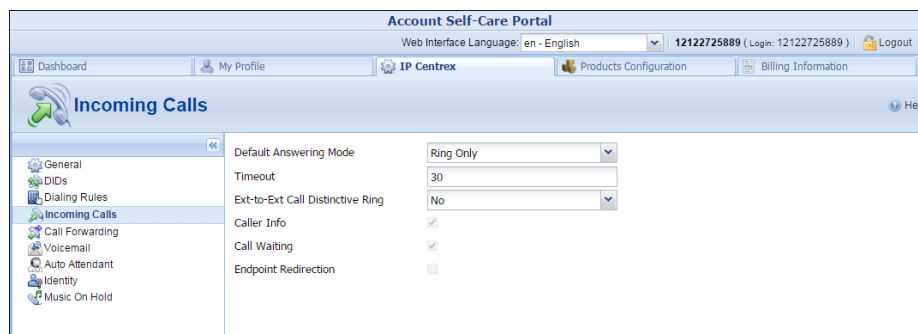 Account Self-Care Portal
Web Interface Language: en - English 12122725889 ( Login: 12122725889 ) Logout
Dashboard My Profile IP Centrex Products Configuration Billing Information
Incoming Calls
He
General
DIDs
Dialing Rules
Incoming Calls
Call Forwarding
Voicemail
Auto Attendant
Identity
Music On Hold
Default Answering Mode Ring Only
Timeout 30
Ext-to-Ext Call Distinctive Ring No
Caller Info
Call Waiting
Endpoint Redirection